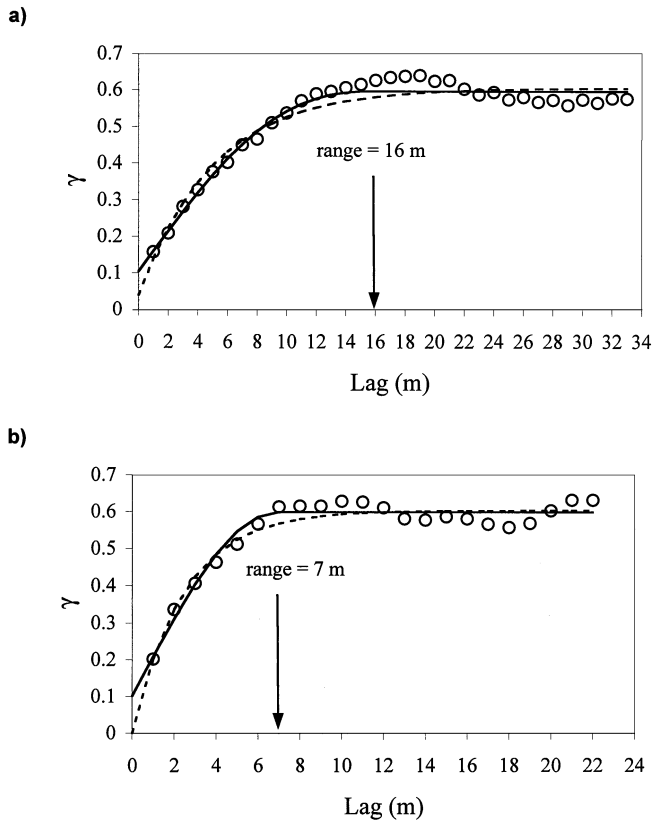 a)
0.7
0.6
0.5
0.4
0.3
0.2
0.1
0
γ
range = 16 m
0 2 4 6 8 10 12 14 16 18 20 22 24 26 28 30 32 34
Lag (m)
b)
0.7
0.6
0.5
0.4
0.3
0.2
0.1
0
γ
range = 7 m
0 2 4 6 8 10 12 14 16 18 20 22 24
Lag (m)